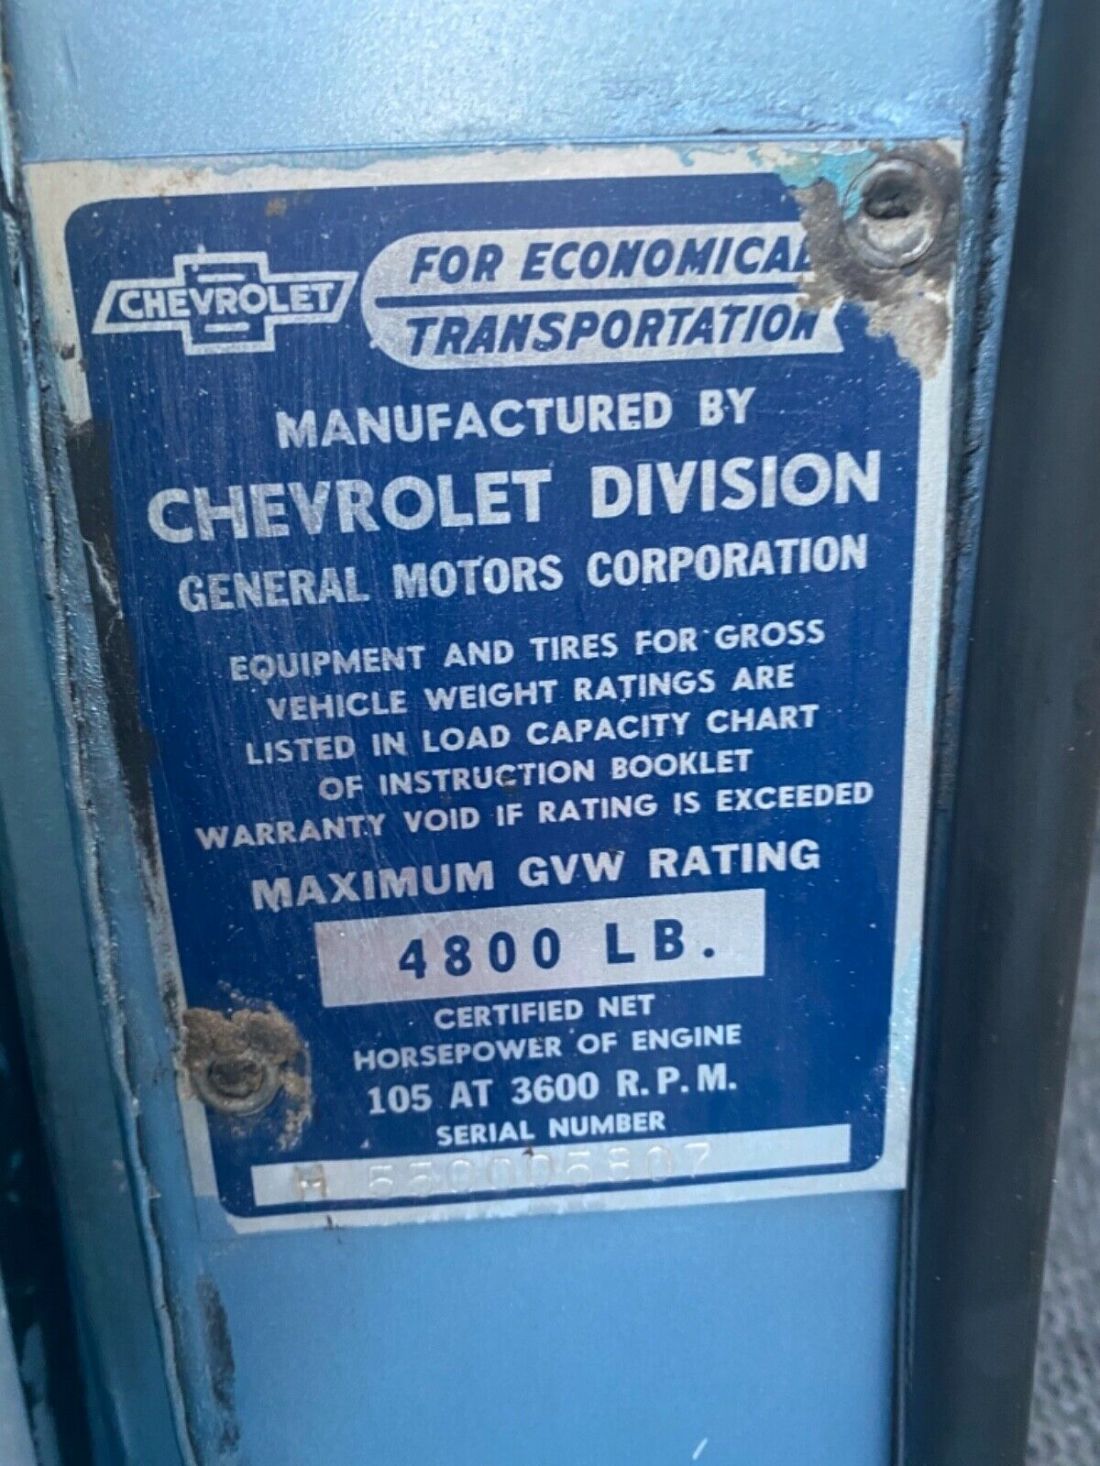 CHEVROLET
FOR ECONOMICAL
TRANSPORTATION
MANUFACTURED BY
CHEVROLET DIVISION
GENERAL MOTORS CORPORATION
EQUIPMENT AND TIRES FOR GROSS
VEHICLE WEIGHT RATINGS ARE
LISTED IN LOAD CAPACITY CHART
OF INSTRUCTION BOOKLET
WARRANTY VOID IF RATING IS EXCEEDED
MAXIMUM GVW RATING
4800 LB.
CERTIFIED NET
HORSEPOWER OF ENGINE
105 AT 3600 R.P.M.
SERIAL NUMBER